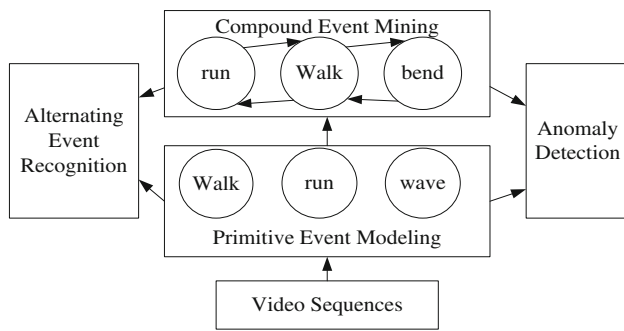 Compound Event Mining
run
Walk
bend
Alternating
Event
Recognition
Anomaly
Detection
Walk
run
wave
Primitive Event Modeling
Video Sequences